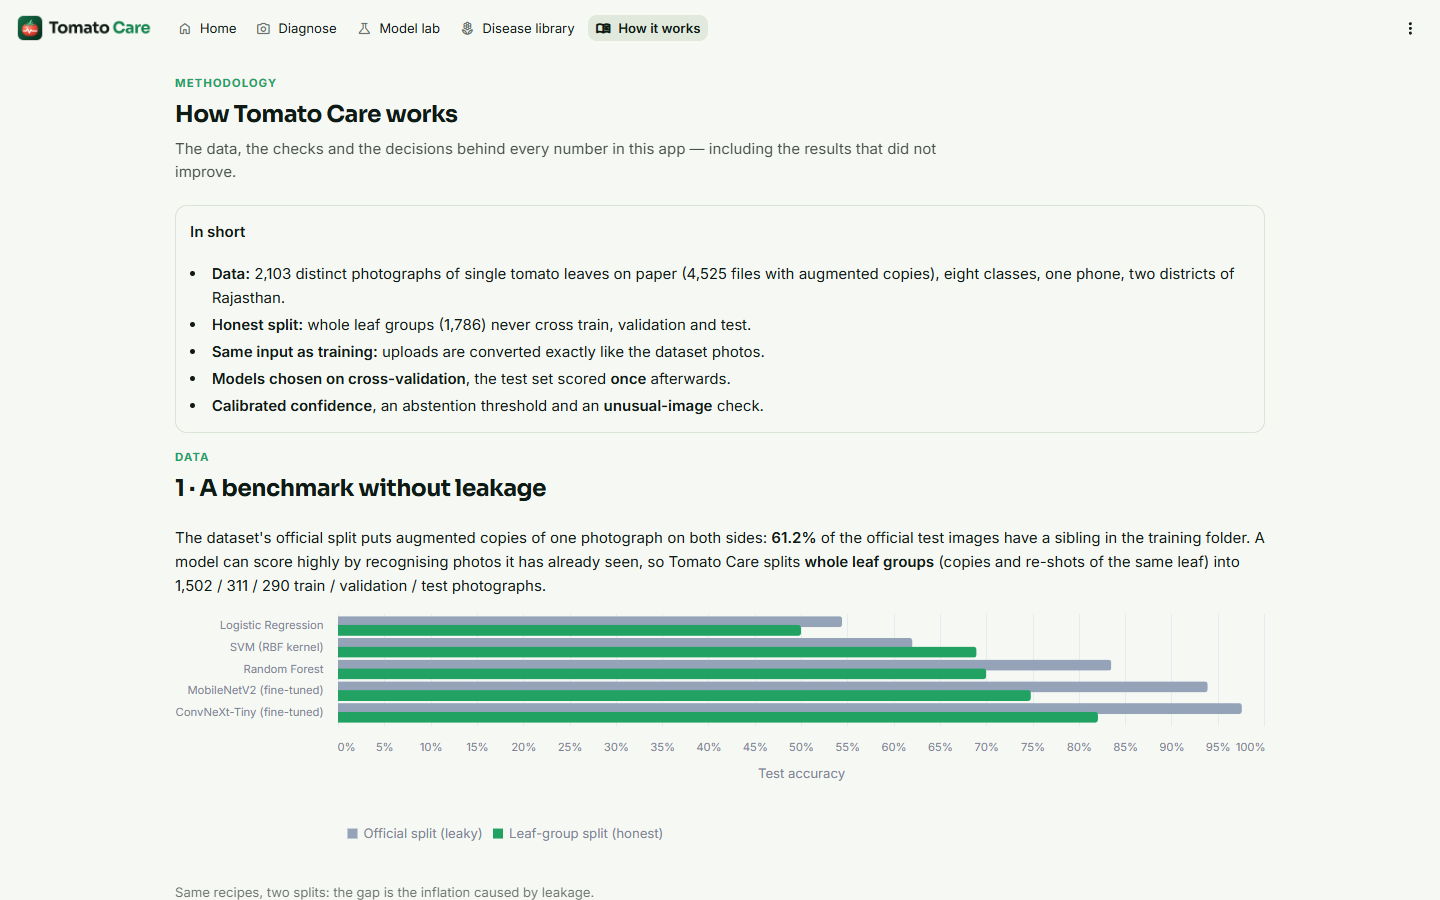 Tomato Care
Home
Diagnose
Model lab
Disease library
How it works
METHODOLOGY
How Tomato Care works
The data, the checks and the decisions behind every number in this app — including the results that did not
improve.
In short
• Data: 2,103 distinct photographs of single tomato leaves on paper (4,525 files with augmented copies), eight classes, one phone, two districts of
Rajasthan.
• Honest split: whole leaf groups (1,786) never cross train, validation and test.
• Same input as training: uploads are converted exactly like the dataset photos.
• Models chosen on cross-validation, the test set scored once afterwards.
• Calibrated confidence, an abstention threshold and an unusual-image check.
DATA
1 · A benchmark without leakage
The dataset's official split puts augmented copies of one photograph on both sides: 61.2% of the official test images have a sibling in the training folder. A
model can score highly by recognising photos it has already seen, so Tomato Care splits whole leaf groups (copies and re-shots of the same leaf) into
1,502 / 311 / 290 train / validation / test photographs.
Logistic Regression
SVM (RBF kernel)
Random Forest
MobileNetV2 (fine-tuned)
ConvNeXt-Tiny (fine-tuned)
0% 5% 10% 15% 20% 25% 30% 35% 40% 45% 50% 55% 60% 65% 70% 75% 80% 85% 90% 95% 100%
Test accuracy
Official split (leaky) Leaf-group split (honest)
Same recipes, two splits: the gap is the inflation caused by leakage.